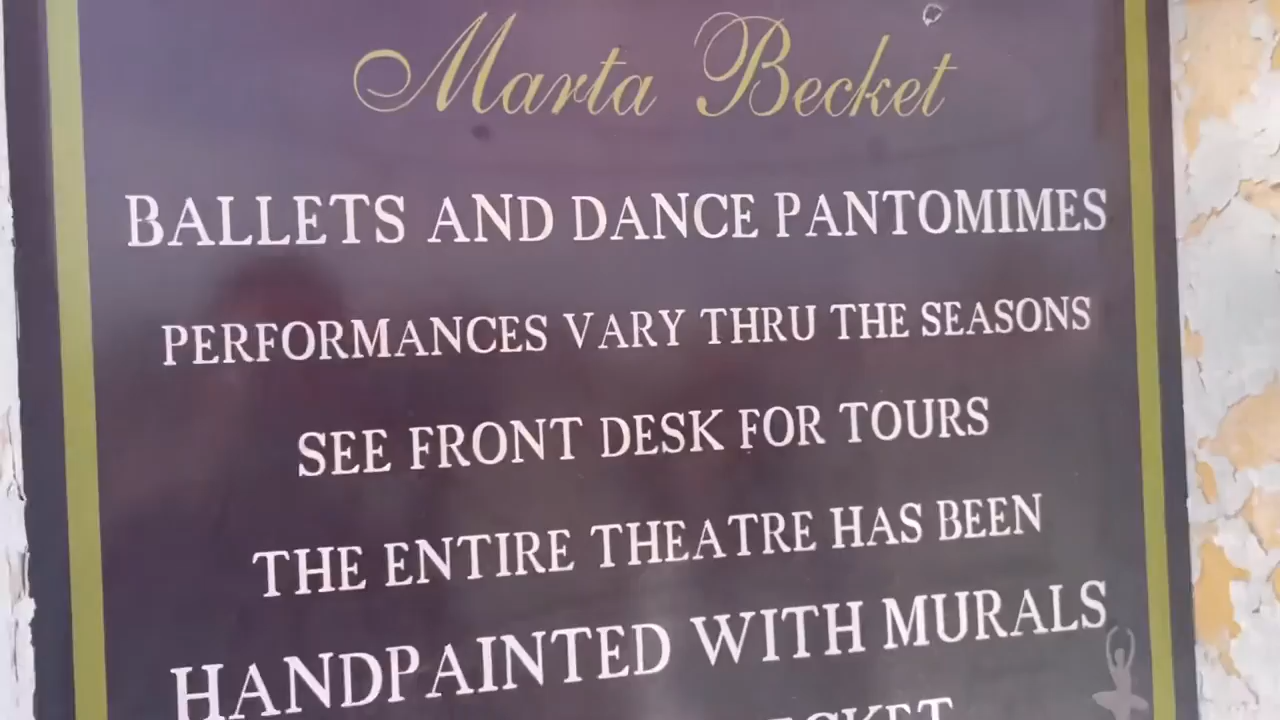 Marta Becket
BALLETS AND DANCE PANTOMIMES
PERFORMANCES VARY THRU THE SEASONS
SEE FRONT DESK FOR TOURS
THE ENTIRE THEATRE HAS BEEN
HANDPAINTED WITH MURALS